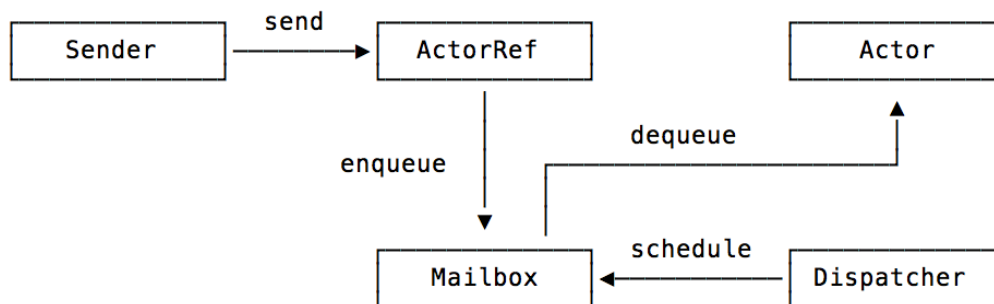 send
Sender
ActorRef
Actor
dequeue
enqueue
schedule
Mailbox
Dispatcher